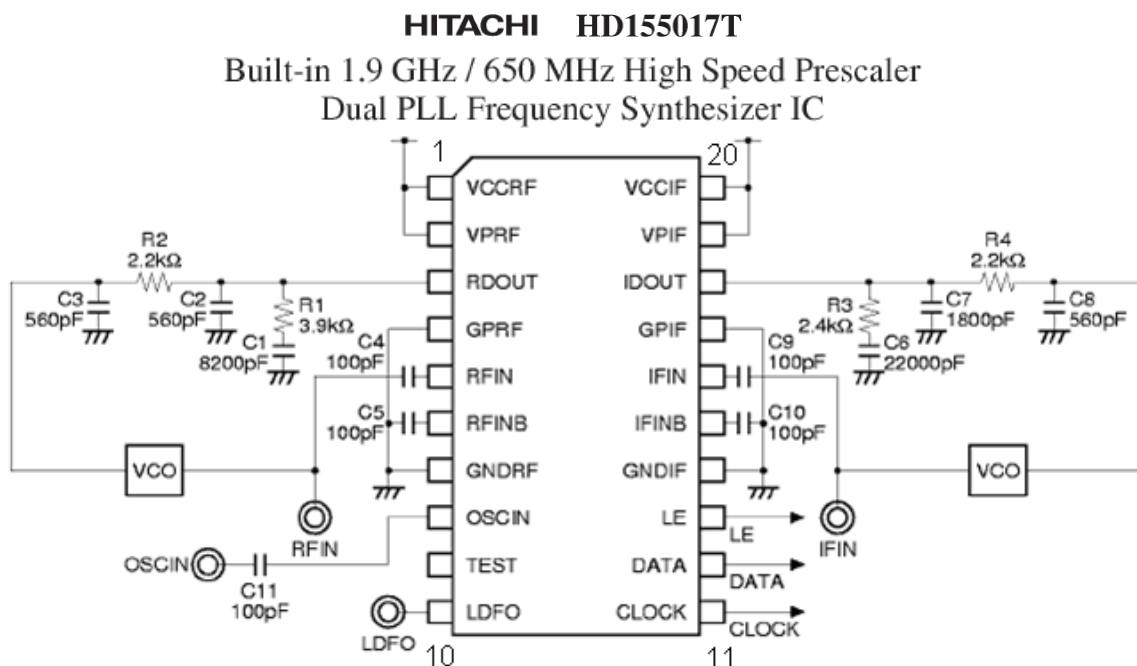 HITACHI HD155017T
Built-in 1.9 GHz / 650 MHz High Speed Prescaler
Dual PLL Frequency Synthesizer IC
1
20
VCCRF
VCCIF
VPRF
VPIF
R2
2.2kΩ
R4
2.2kΩ
RDOUT
IDOUT
C3
560pF
C2
560pF
R1
3.9kΩ
C1
8200pF
C4
100pF
R3
2.4kΩ
C6
22000pF
C7
1800pF
C8
560pF
C9
100pF
GPRF
GPIF
RFIN
IFIN
C5
100pF
C10
100pF
RFINB
IFINB
VCO
VCO
GNDRF
GNDIF
OSCIN
LE
RFIN
LE
IFIN
OSCIN
C11
100pF
TEST
DATA
DATA
LDFO
CLOCK
LDFO
CLOCK
10
11